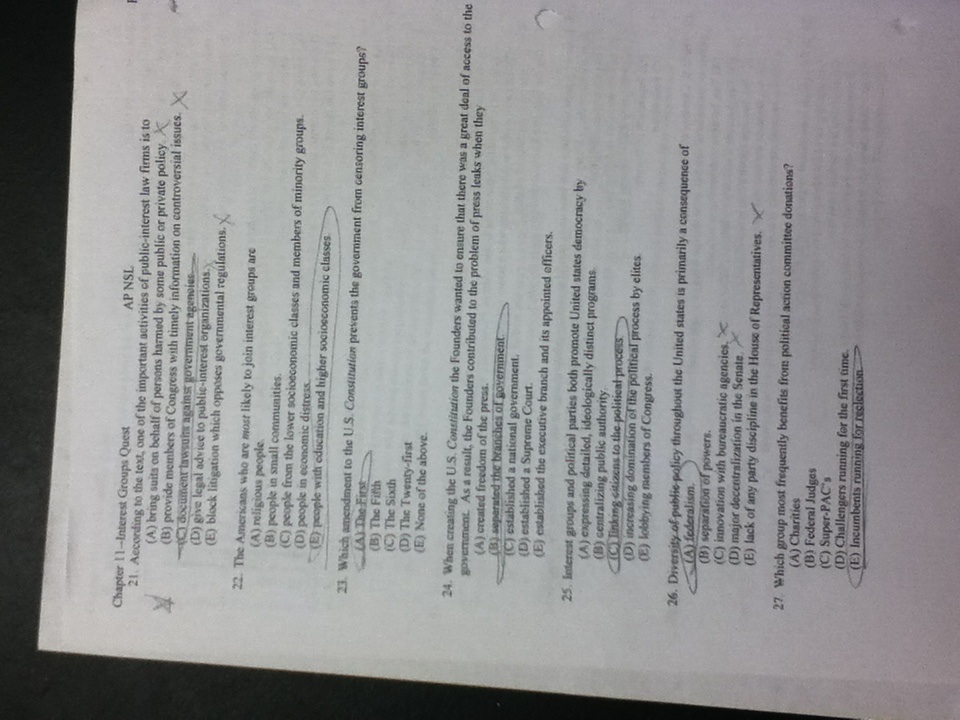 Chapter 11--Interest Groups Quest AP NSL
21. According to the text, one of the important activities of public-interest law firms is to
(A) bring suits on behalf of persons harmed by some public or private policy.
(B) provide members of Congress with timely information on controversial issues.
(C) document lawsuits against government agencies.
(D) give legal advice to public-interest organizations.
(E) block litigation which opposes governmental regulations.
22. The Americans who are most likely to join interest groups are
(A) religious people.
(B) people in small communities.
(C) people from the lower socioeconomic classes and members of minority groups.
(D) people in economic distress.
(E) people with education and higher socioeconomic classes.
23. Which amendment to the U.S. Constitution prevents the government from censoring interest groups?
(A) The First
(B) The Fifth
(C) The Sixth
(D) The Twenty-first
(E) None of the above.
24. When creating the U.S. Constitution the Founders wanted to ensure that there was a great deal of access to the
government. As a result, the Founders contributed to the problem of press leaks when they
(A) created freedom of the press.
(B) separated the branches of government.
(C) established a national government.
(D) established a Supreme Court.
(E) established the executive branch and its appointed officers.
25. Interest groups and political parties both promote United states democracy by
(A) expressing detailed, ideologically distinct programs.
(B) centralizing public authority.
(C) linking citizens to the political process.
(D) increasing domination of the political process by elites.
(E) lobbying members of Congress.
26. Diversity of public policy throughout the United states is primarily a consequence of
(A) federalism.
(B) separation of powers.
(C) innovation with bureaucratic agencies.
(D) major decentralization in the Senate.
(E) lack of any party discipline in the House of Representatives.
27. Which group most frequently benefits from political action committee donations?
(A) Charities
(B) Federal Judges
(C) Super-PAC's
(D) Challengers running for the first time.
(E) Incumbents running for reelection.